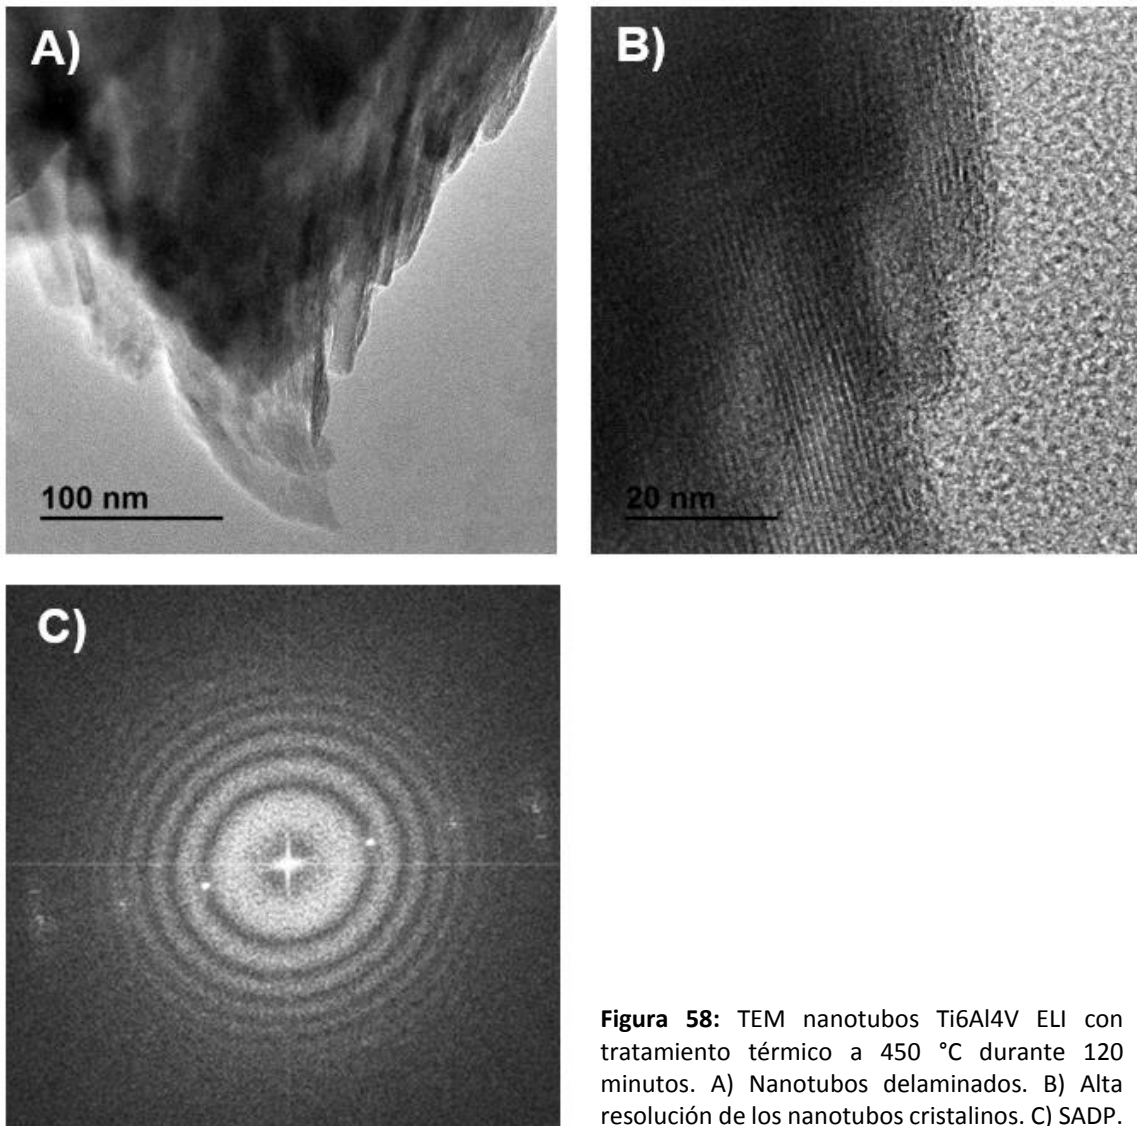 A)
100 nm
B)
20 nm
C)
Figura 58: TEM nanotubos Ti6Al4V ELI con
tratamiento térmico a 450 °C durante 120
minutos. A) Nanotubos delaminados. B) Alta
resolución de los nanotubos cristalinos. C) SADP.